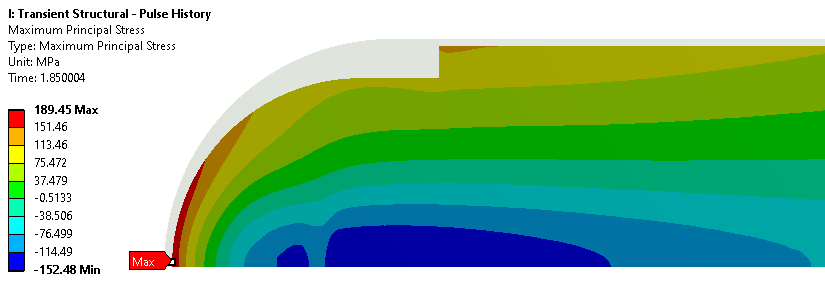 I: Transient Structural - Pulse History
Maximum Principal Stress
Type: Maximum Principal Stress
Unit: MPa
Time: 1.850004
189.45 Max
151.46
113.46
75.472
37.479
-0.5133
-38.506
-76.499
-114.49
-152.48 Min
Max